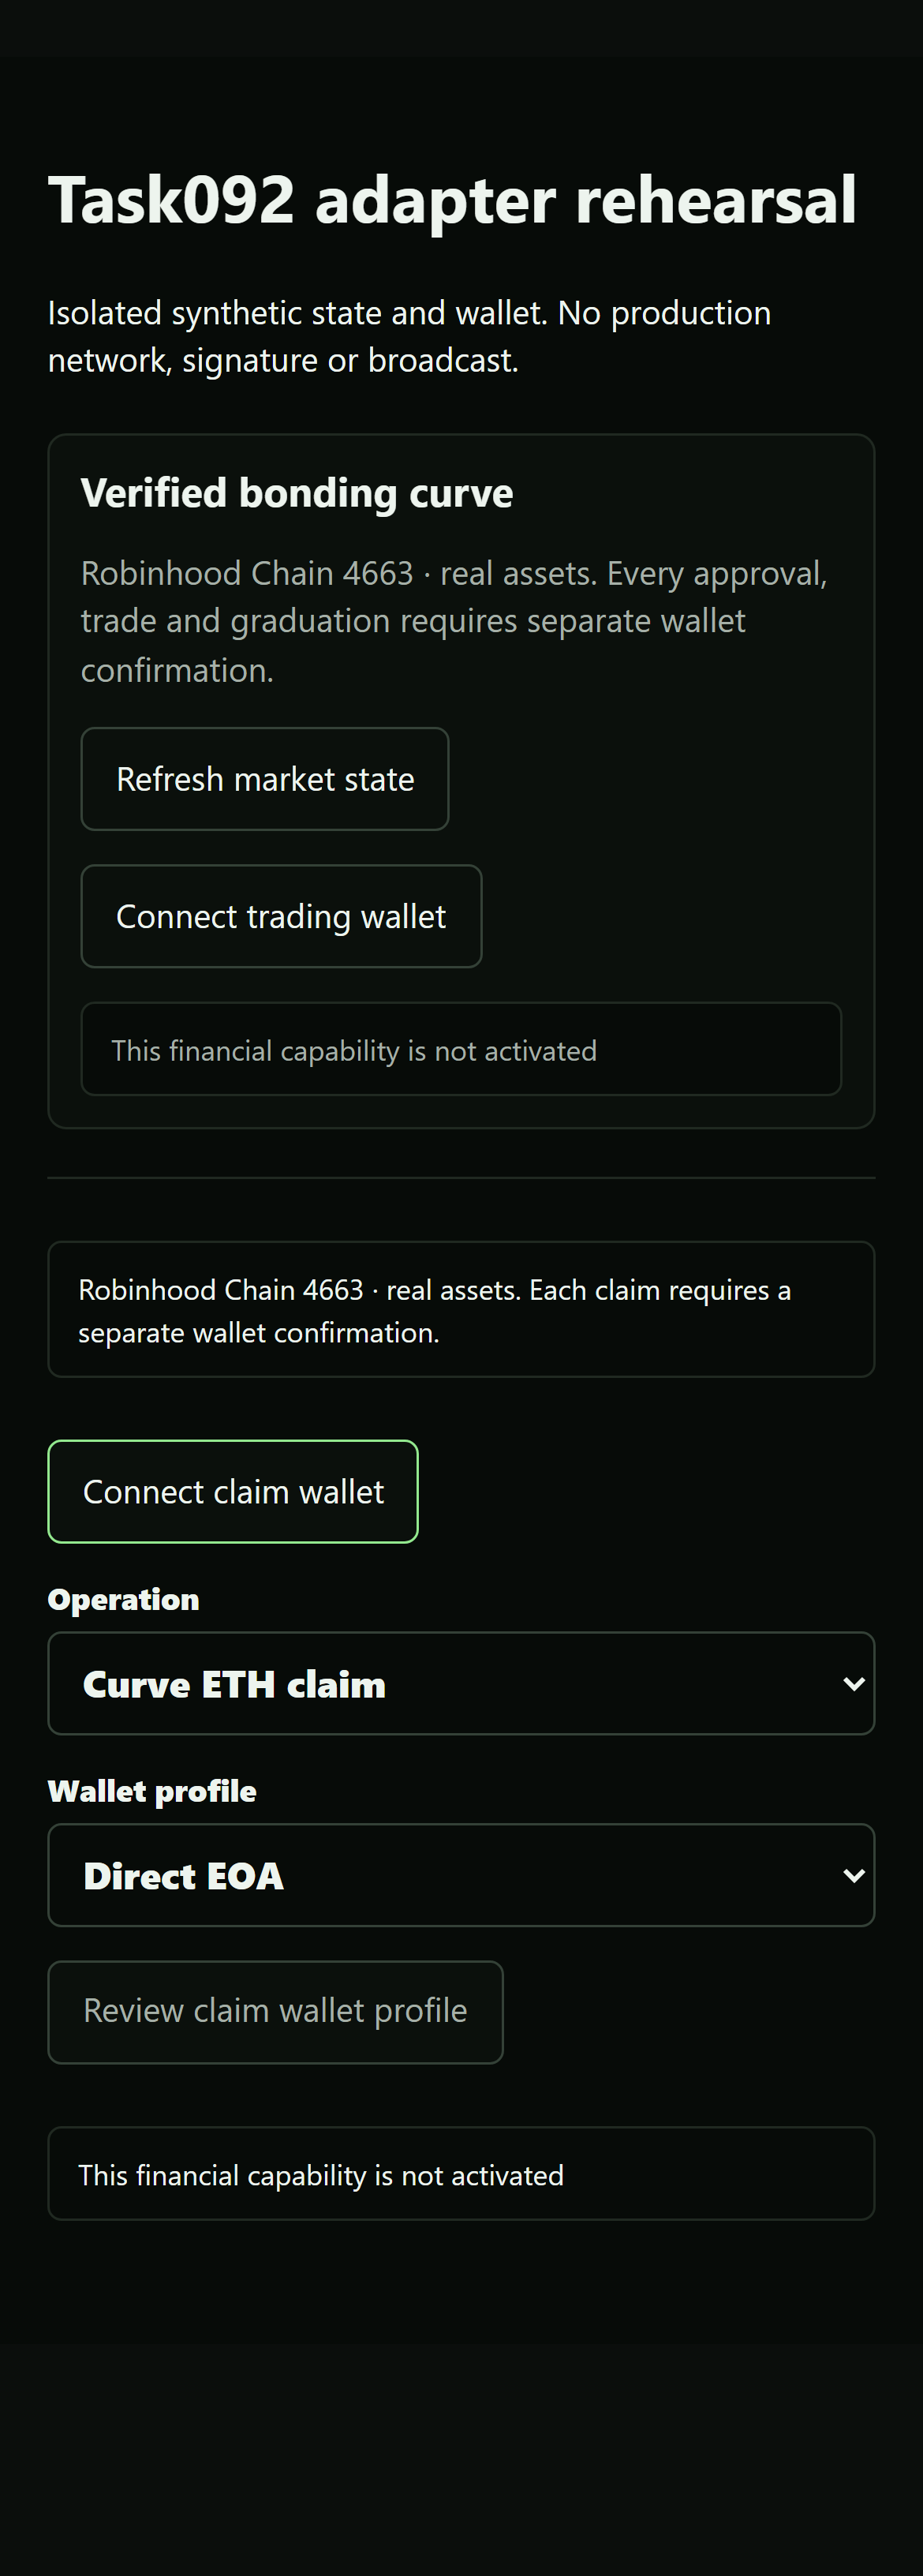 Task092 adapter rehearsal
Isolated synthetic state and wallet. No production
network, signature or broadcast.
Verified bonding curve
Robinhood Chain 4663 · real assets. Every approval,
trade and graduation requires separate wallet
confirmation.
Refresh market state
Connect trading wallet
This financial capability is not activated
Robinhood Chain 4663 · real assets. Each claim requires a
separate wallet confirmation.
Connect claim wallet
Operation
Curve ETH claim
Wallet profile
Direct EOA
Review claim wallet profile
This financial capability is not activated